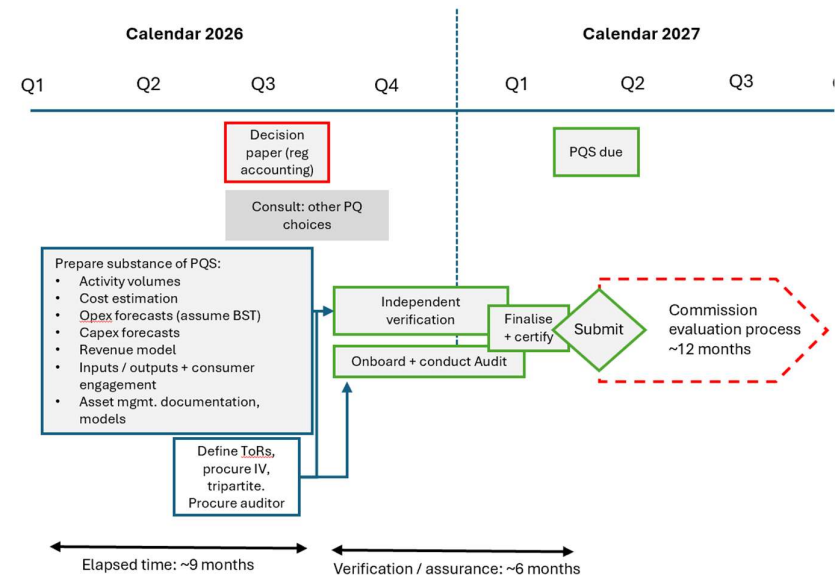 Calendar 2026
Calendar 2027
Q1
Q2
Q3
Q4
Q1
Q2
Q3
Decision
paper (reg
accounting)
PQS due
Consult: other PQ
choices
Prepare substance of PQS:
• Activity volumes
• Cost estimation
• Opex forecasts (assume BST)
• Capex forecasts
• Revenue model
• Inputs / outputs + consumer
engagement
• Asset mgmt. documentation,
models
Independent
verification
Finalise
+ certify
Submit
Commission
evaluation process
~12 months
Onboard + conduct Audit
Define ToRs,
procure IV,
tripartite.
Procure auditor
Elapsed time: ~9 months
Verification / assurance: ~6 months